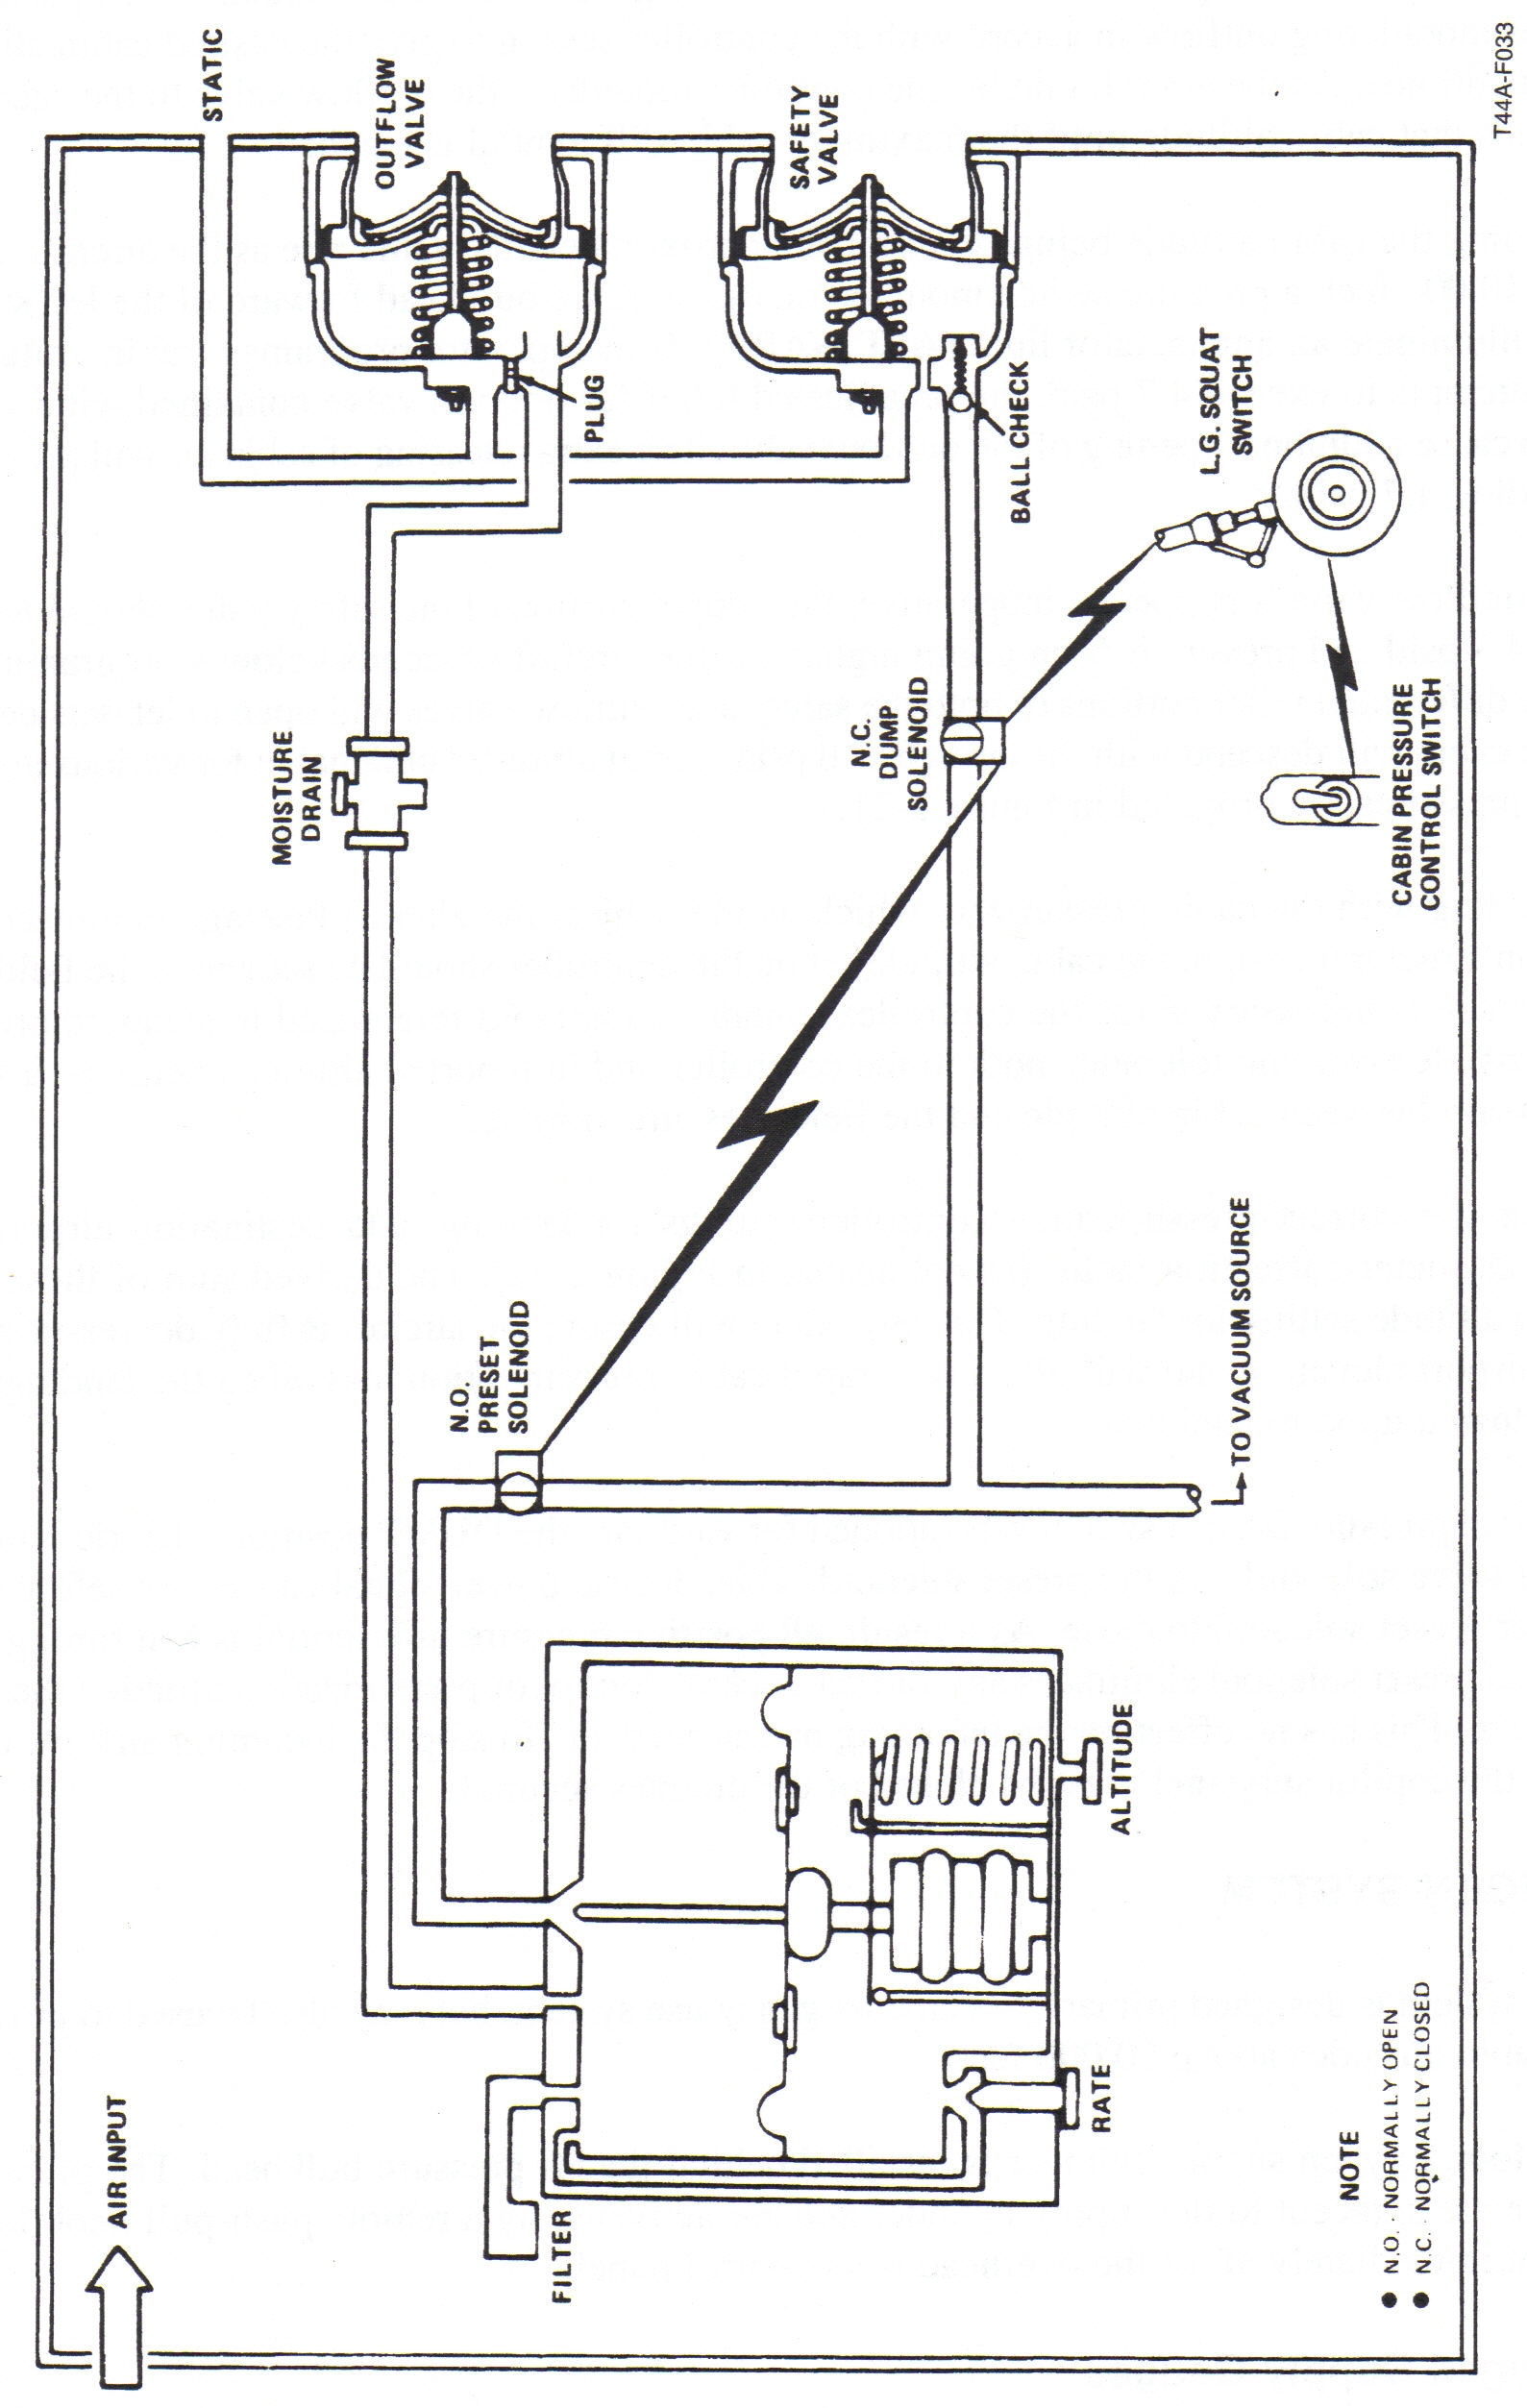 AIR INPUT
STATIC
OUTFLOW
VALVE
PLUG
SAFETY
VALVE
BALL CHECK
MOISTURE
DRAIN
N.C.
DUMP
SOLENOID
L.G. SQUAT
SWITCH
CABIN PRESSURE
CONTROL SWITCH
N.O.
PRESET
SOLENOID
TO VACUUM SOURCE
FILTER
RATE
ALTITUDE
NOTE
● N.O. - NORMALLY OPEN
● N.C. - NORMALLY CLOSED
T44A-F033